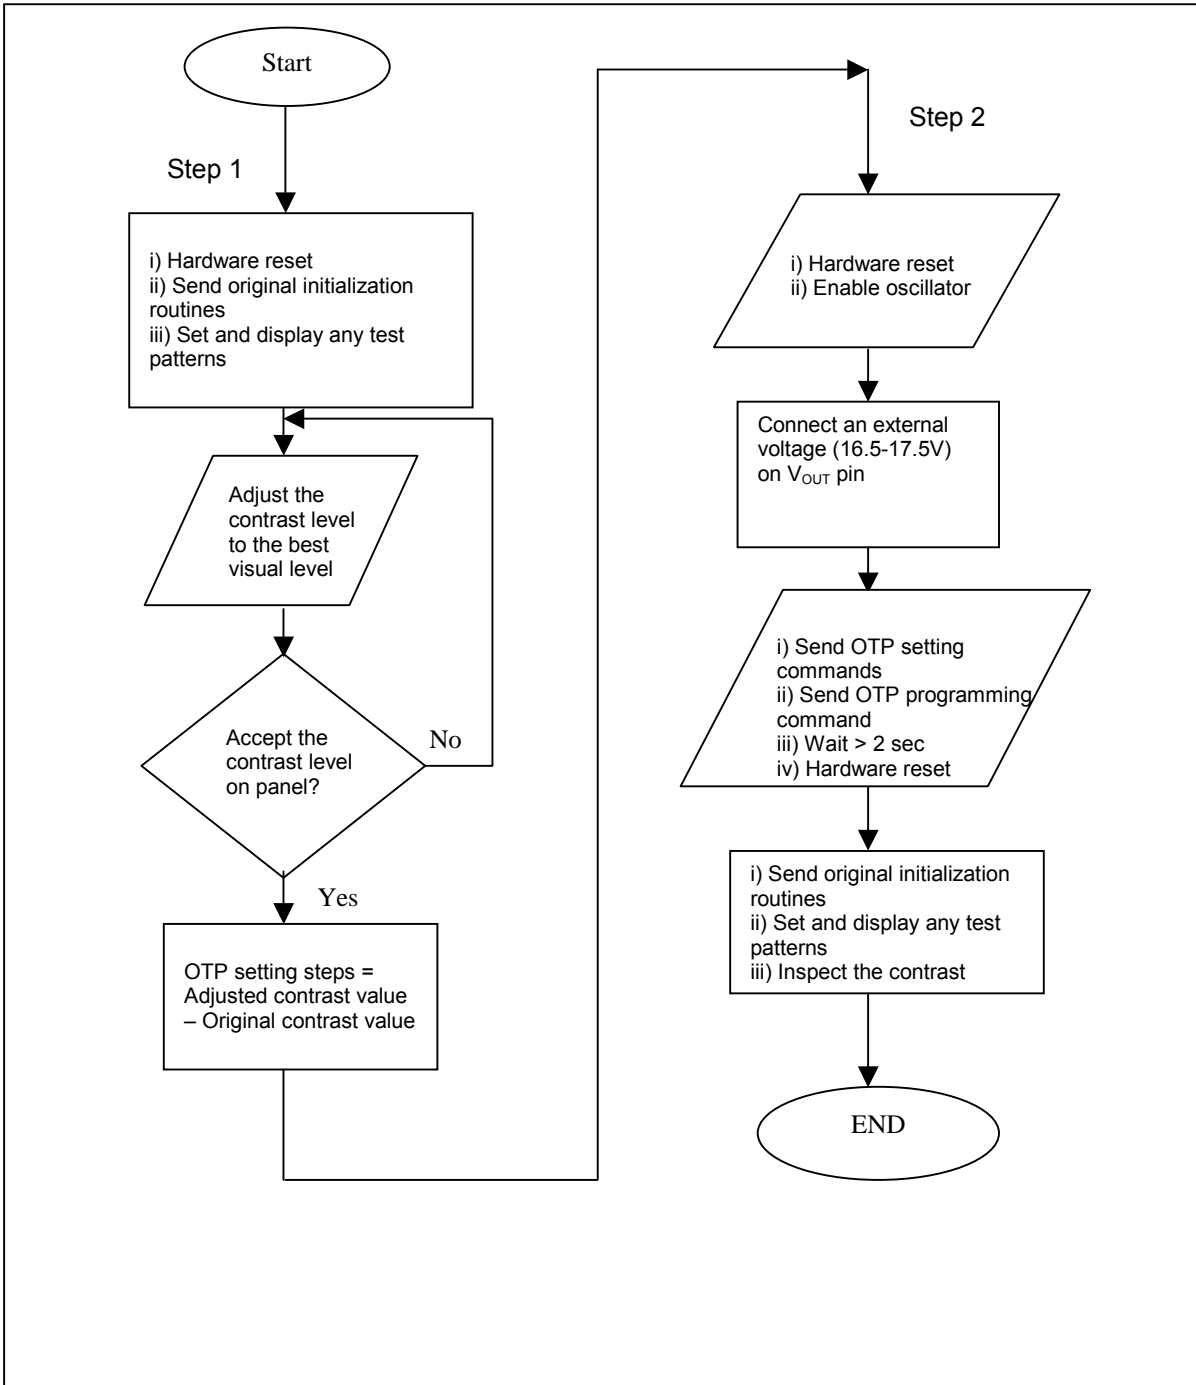 Start
Step 1
i) Hardware reset
ii) Send original initialization
routines
iii) Set and display any test
patterns
Adjust the
contrast level
to the best
visual level
Accept the
contrast level
on panel?
No
Yes
OTP setting steps =
Adjusted contrast value
– Original contrast value
Step 2
i) Hardware reset
ii) Enable oscillator
Connect an external
voltage (16.5-17.5V)
on VOUT pin
i) Send OTP setting
commands
ii) Send OTP programming
command
iii) Wait > 2 sec
iv) Hardware reset
i) Send original initialization
routines
ii) Set and display any test
patterns
iii) Inspect the contrast
END